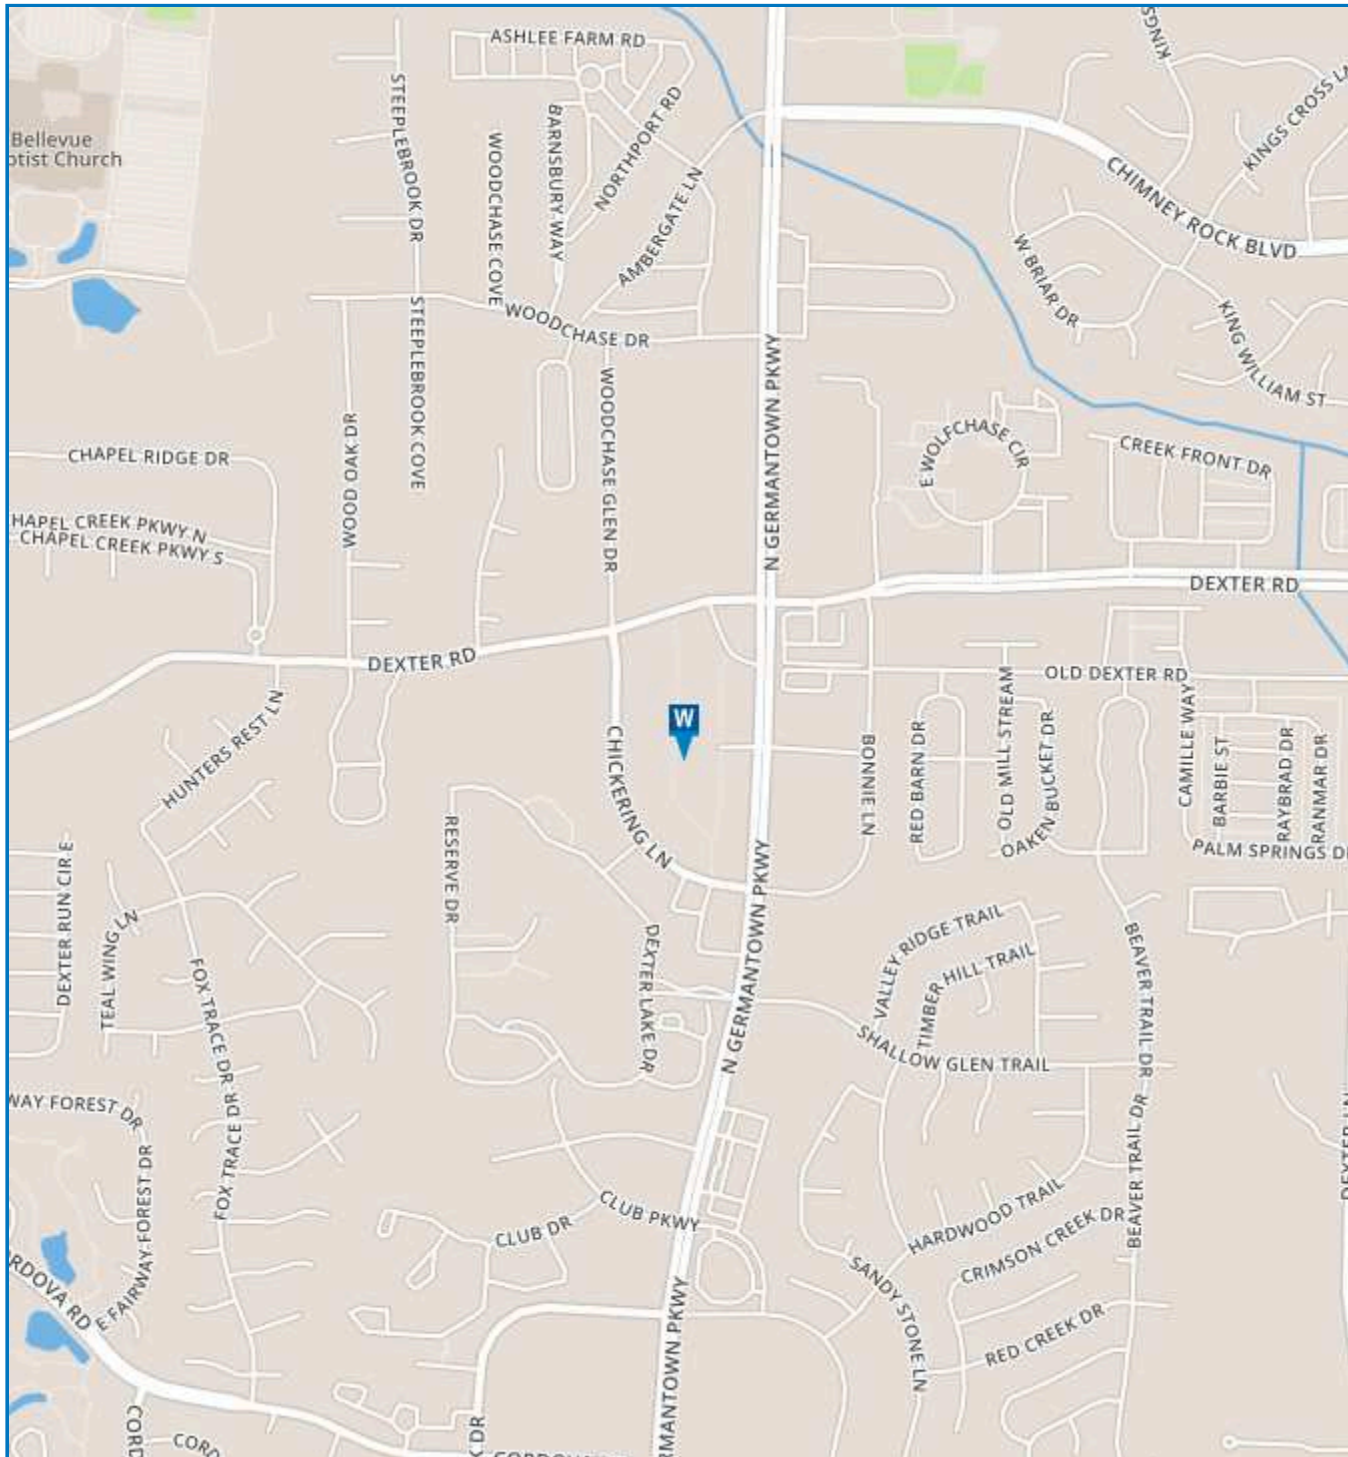 ASHLEE FARM RD
KINGS
KINGS CROSS LN
Bellevue
ptist Church
STEEPLEBROOK DR
WOODCHASE COVE
BARNSBURY WAY
NORTHPORT RD
AMBERGATE LN
CHIMNEY ROCK BLVD
W BRIAR DR
KING WILLIAM ST
WOODCHASE DR
STEEPLEBROOK COVE
N GERMANTOWN PKWY
WOODCHASE GLEN DR
WOOD OAK DR
E WOLFCHASE CIR
CREEK FRONT DR
CHAPEL RIDGE DR
HAPEL CREEK PKWY N
CHAPEL CREEK PKWY S
DEXTER RD
DEXTER RD
OLD DEXTER RD
W
HUNTERS REST LN
CHICKERING LN
BONNIE LN
RED BARN DR
OLD MILL STREAM
OAKEN BUCKET DR
CAMILLE WAY
BARBIE ST
RAYBRAD DR
RANMAR DR
PALM SPRINGS D
RESERVE DR
DEXTER RUN CIR E
TEAL WING LN
FOX TRACE DR
DEXTER LAKE DR
N GERMANTOWN PKWY
VALLEY RIDGE TRAIL
TIMBER HILL TRAIL
SHALLOW GLEN TRAIL
BEAVER TRAIL DR
WAY FOREST DR
FOX TRACE DR
E FAIRWAY FOREST DR
CLUB PKWY
CLUB DR
HARDWOOD TRAIL
CRIMSON CREEK DR
BEAVER TRAIL DR
SANDY STONE LN
RED CREEK DR
ORDOVA RD
RMANTOWN PKWY
CORD
CORD
K DR